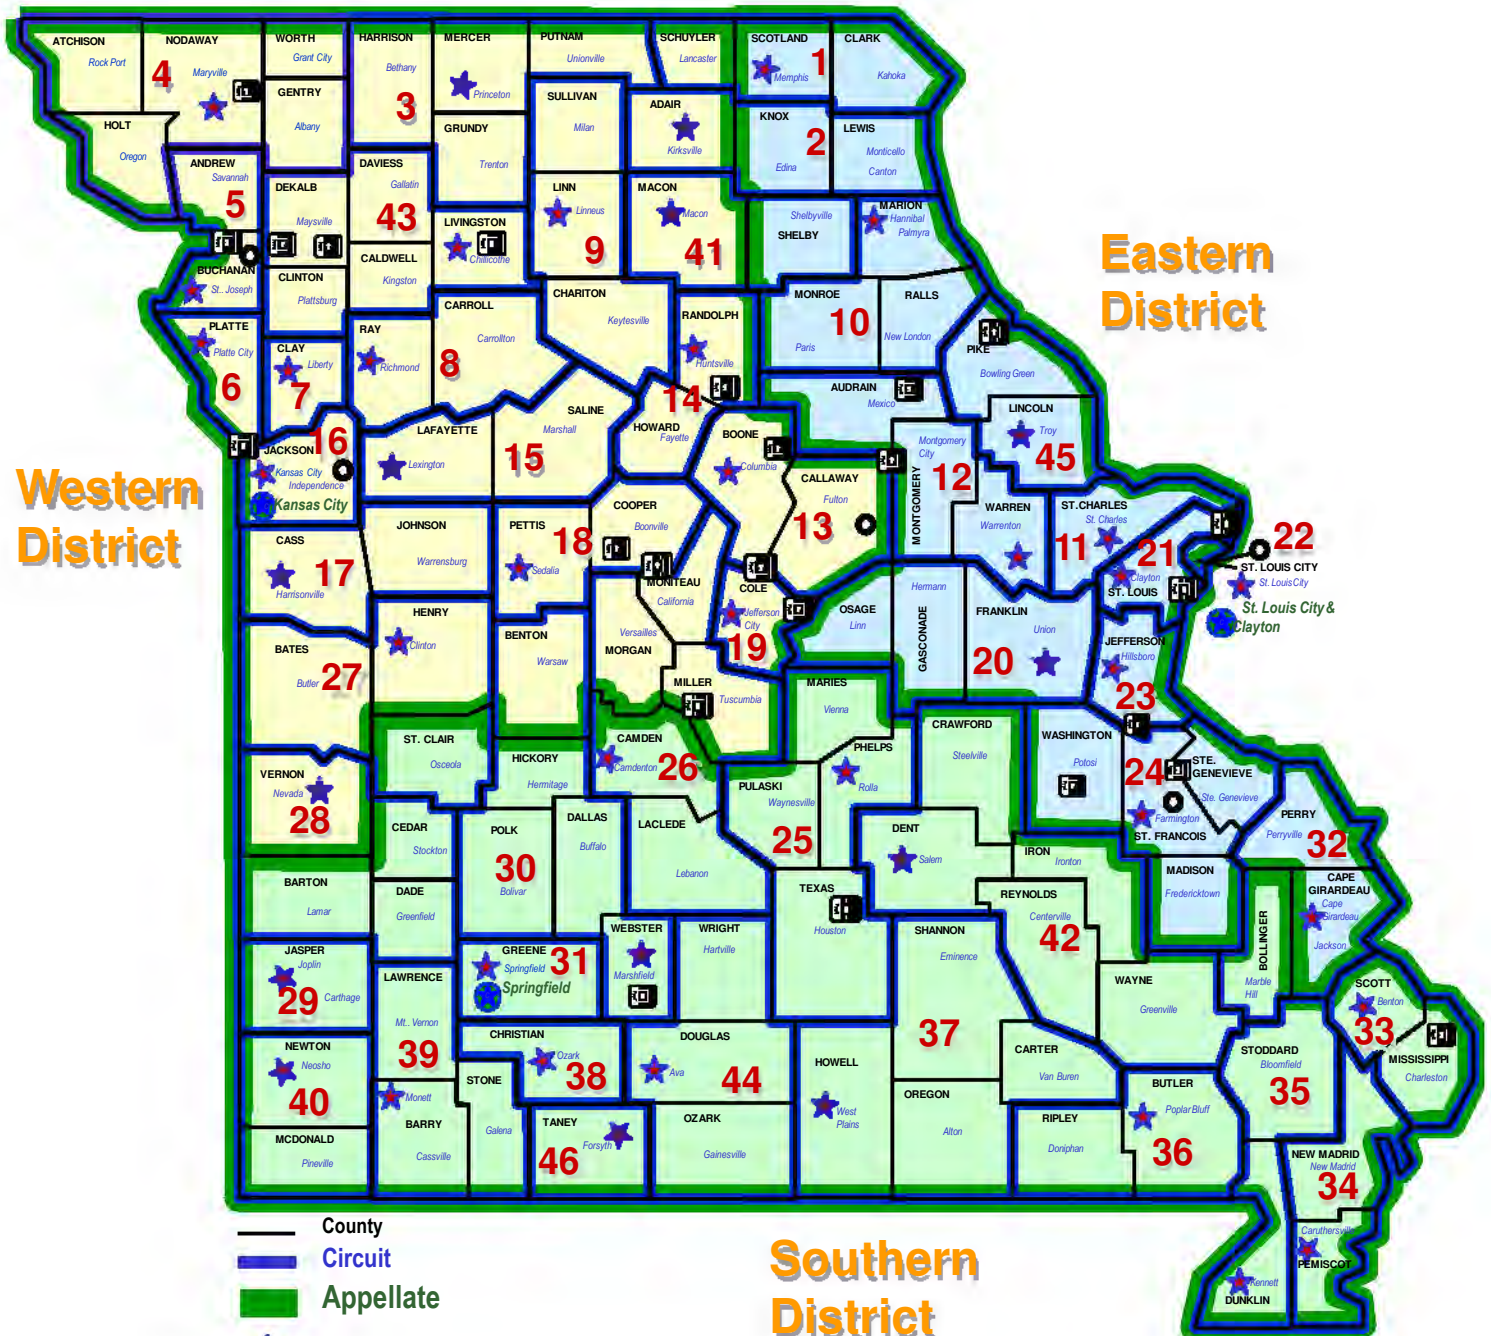 ATCHISON
Rock Port
NODAWAY
4
Maryville
WORTH
Grant City
HARRISON
Bethany
3
MERCER
Princeton
PUTNAM
Unionville
SCHUYLER
Lancaster
SCOTLAND
1
Memphis
CLARK
Kahoka
GENTRY
Albany
SULLIVAN
Milan
ADAIR
Kirksville
KNOX
2
Edina
LEWIS
Monticello
Canton
HOLT
Oregon
GRUNDY
Trenton
ANDREW
Savannah
5
DEKALB
Maysville
DAVIESS
Gallatin
43
LINN
Linneus
9
MACON
Macon
41
Shelbyville
SHELBY
MARION
Hannibal
Palmyra
LIVINGSTON
Chillicothe
Eastern
District
BUCHANAN
St.. Joseph
CLINTON
Plattsburg
CALDWELL
Kingston
CARROLL
Carrollton
8
CHARITON
Keytesville
RANDOLPH
Huntsville
14
MONROE
10
Paris
RALLS
New London
PIKE
Bowling Green
PLATTE
Platte City
6
CLAY
Liberty
7
RAY
Richmond
AUDRAIN
Mexico
LINCOLN
Troy
45
16
JACKSON
Kansas City
Independence
Kansas City
LAFAYETTE
Lexington
SALINE
Marshall
15
HOWARD
Fayette
BOONE
Columbia
CALLAWAY
Fulton
13
Montgomery
City
12
MONTGOMERY
WARREN
Warrenton
ST.CHARLES
St. Charles
11
21
Clayton
ST. LOUIS
22
ST. LOUIS CITY
St. Louis City
St. Louis City &
Clayton
Western
District
JOHNSON
Warrensburg
PETTIS
18
Sedalia
COOPER
Boonville
CASS
17
Harrisonville
MONITEAU
California
COLE
Jefferson
City
19
OSAGE
Linn
Hermann
GASCONADE
FRANKLIN
Union
20
JEFFERSON
Hillsboro
23
HENRY
Clinton
BENTON
Warsaw
Versailles
MORGAN
BATES
Butler
27
MILLER
Tuscumbia
MARIES
Vienna
ST. CLAIR
Osceola
HICKORY
Hermitage
CAMDEN
Camdenton
26
PHELPS
Rolla
CRAWFORD
Steelville
WASHINGTON
Potosi
24
STE.
GENEVIEVE
Ste. Genevieve
Farmington
ST. FRANCOIS
PERRY
Perryville
32
VERNON
Nevada
28
CEDAR
Stockton
POLK
30
Bolivar
DALLAS
Buffalo
LACLEDE
Lebanon
PULASKI
Waynesville
25
DENT
Salem
IRON
Ironton
MADISON
Fredericktown
BARTON
Lamar
DADE
Greenfield
TEXAS
Houston
REYNOLDS
Centerville
42
BOLLINGER
Marble
Hill
CAPE
GIRARDEAU
Cape
Girardeau
Jackson
JASPER
Joplin
29
Carthage
GREENE
31
Springfield
Springfield
WEBSTER
Marshfield
WRIGHT
Hartville
SHANNON
Eminence
37
WAYNE
Greenville
SCOTT
Benton
33
LAWRENCE
Mt.. Vernon
39
CHRISTIAN
Ozark
38
DOUGLAS
Ava
44
HOWELL
West
Plains
CARTER
Van Buren
STODDARD
Bloomfield
35
MISSISSIPPI
Charleston
NEWTON
Neosho
40
Monett
BARRY
Cassville
STONE
Galena
BUTLER
Poplar Bluff
36
OREGON
Alton
RIPLEY
Doniphan
MCDONALD
Pineville
TANEY
Forsyth
46
OZARK
Gainesville
NEW MADRID
New Madrid
34
Caruthersville
PEMISCOT
Kennett
DUNKLIN
County
Circuit
Appellate
Southern
District